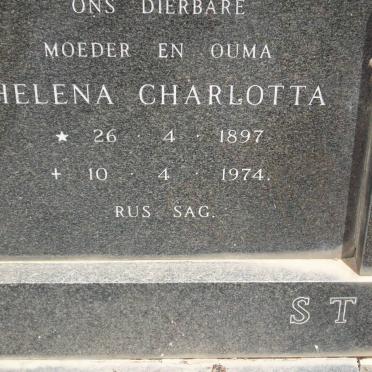 ONS DIERBARE
MOEDER EN OUMA
HELENA CHARLOTTA
★ 26 · 4 · 1897
+ 10 · 4 · 1974.
RUS SAG.
ST